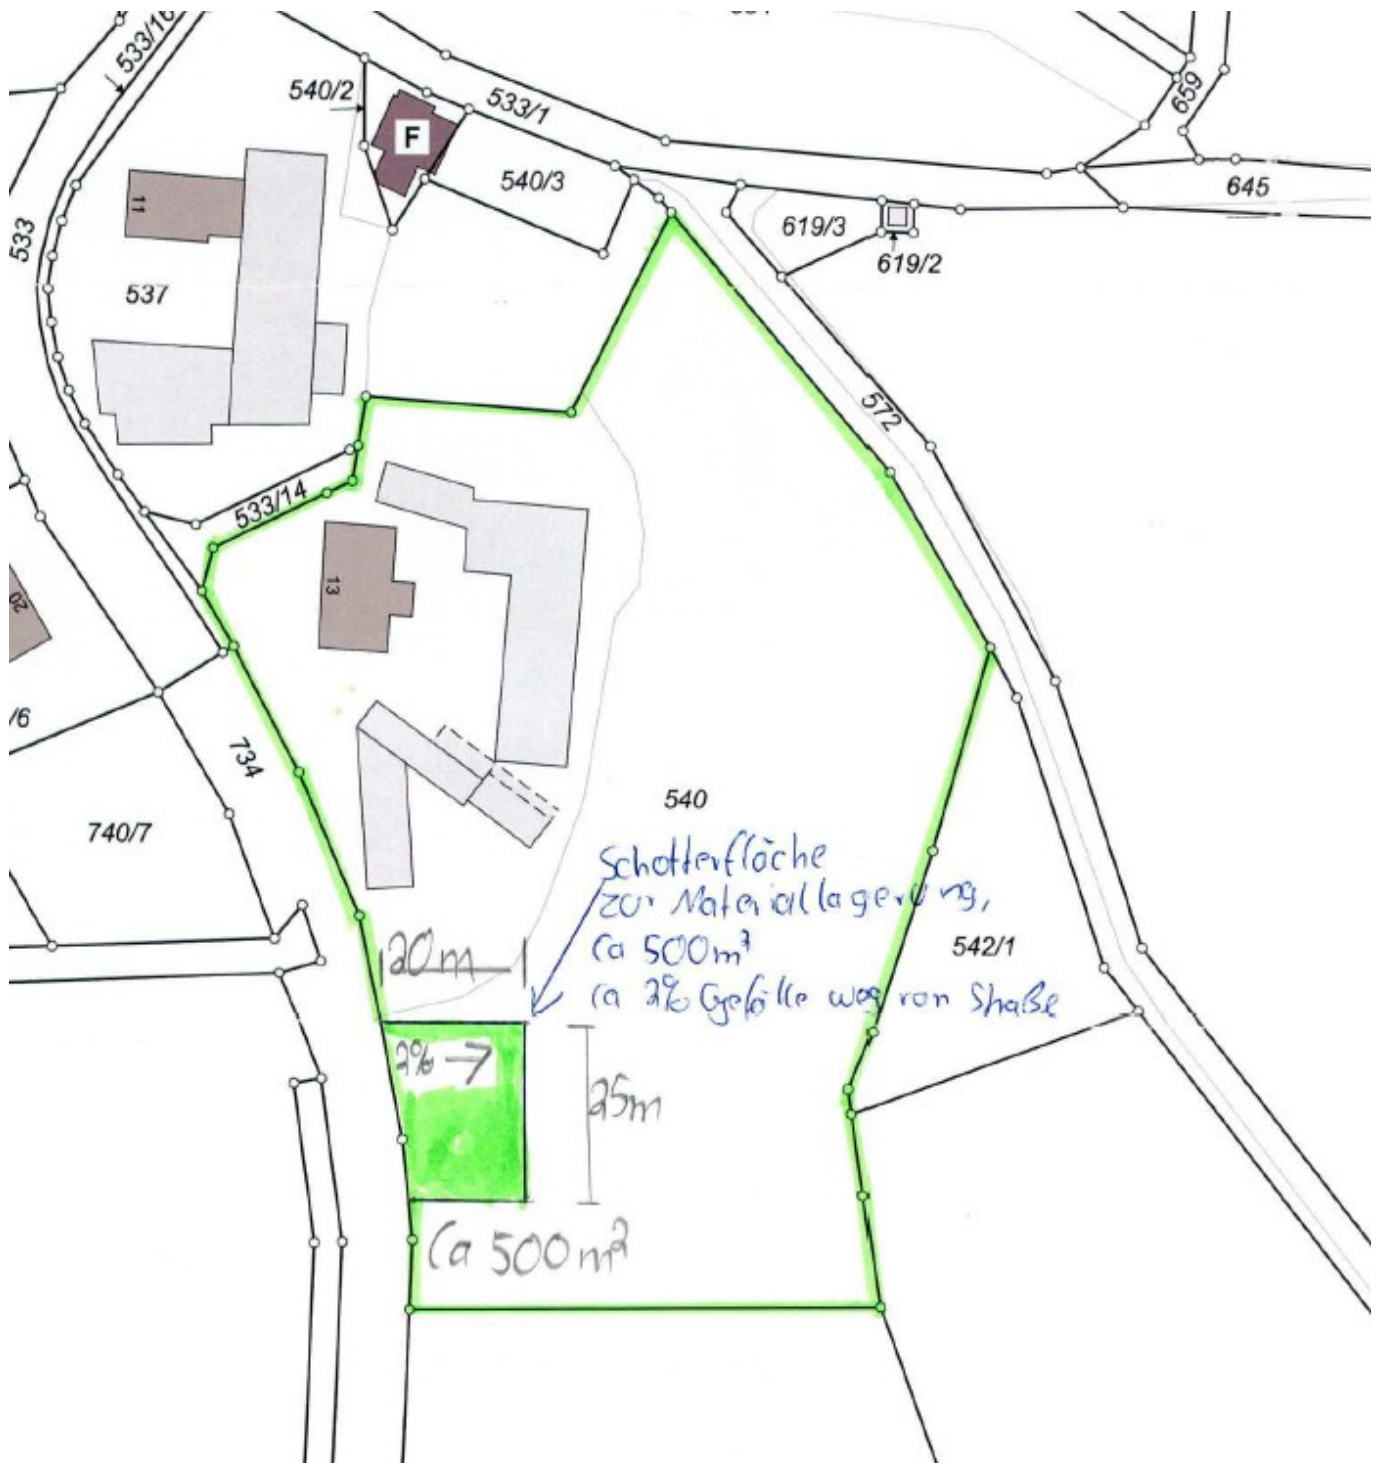 533/16
540/2
F
533/1
659
540/3
645
11
619/3
619/2
533
537
572
533/14
13
20
/6
734
540
740/7
Schotterfläche
zur Materiallagerung,
ca 500m²
ca 2% Gefälle weg von Straße
542/1
20m
2% →
25m
Ca 500m²